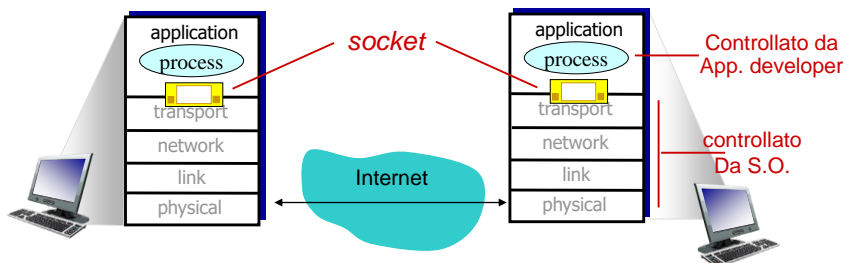 application
process
transport
network
link
physical
socket
Internet
application
process
transport
network
link
physical
Controllato da
App. developer
controllato
Da S.O.